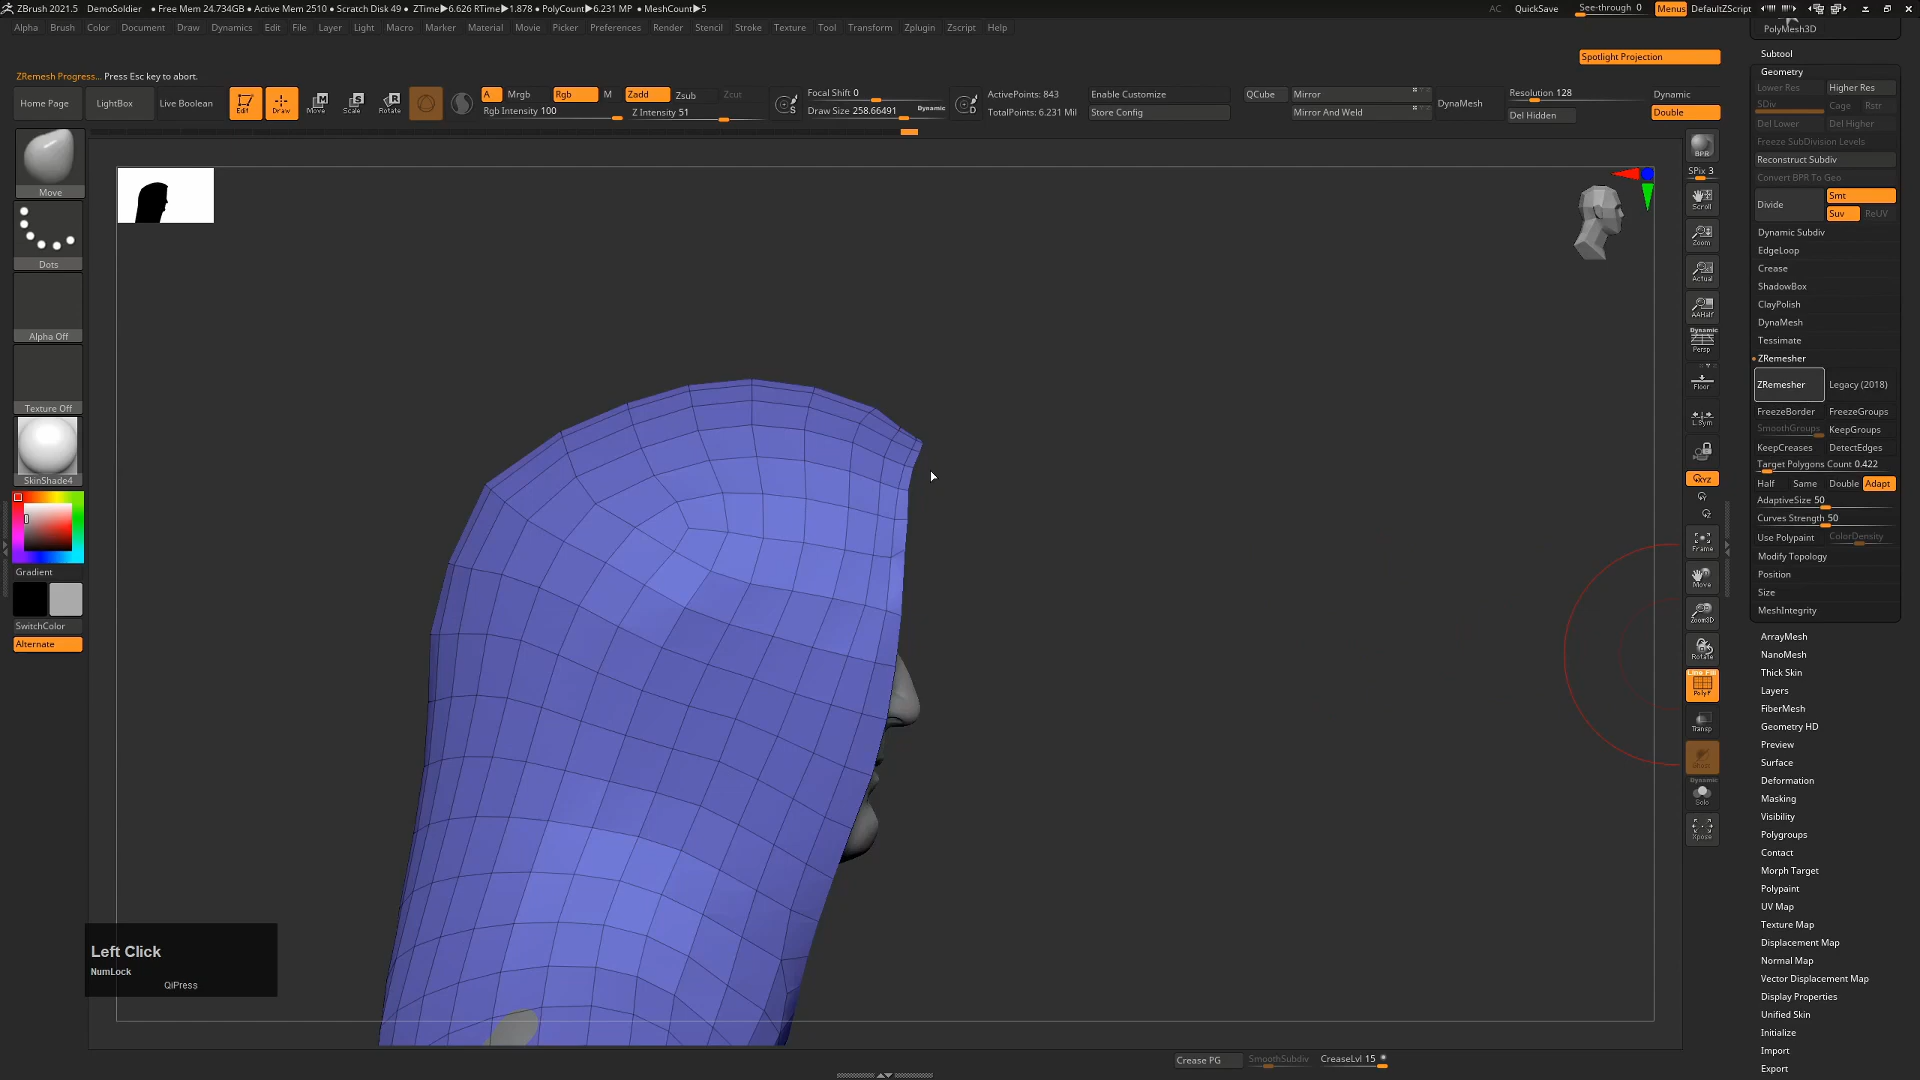 ZBrush 2021.5 DemoSoldier • Free Mem 24.734GB • Active Mem 2510 • Scratch Disk 49 • ZTime▶6.626 RTime▶1.878 • PolyCount▶6.231 MP • MeshCount▶5
AC QuickSave See-through 0 Menus DefaultZScript
Alpha Brush Color Document Draw Dynamics Edit File Layer Light Macro Marker Material Movie Picker Preferences Render Stencil Stroke Texture Tool Transform Zplugin Zscript Help
PolyMesh3D
Spotlight Projection
ZRemesh Progress... Press Esc key to abort.
Home Page LightBox Live Boolean Edit Draw Move Scale Rotate
M R
A Mrgb Rgb M Zadd Zsub Zcut
Rgb Intensity 100 Z Intensity 51
S Focal Shift 0
Draw Size 258.66491 Dynamic
D ActivePoints: 843
TotalPoints: 6.231 Mil
Enable Customize
Store Config
QCube Mirror
Mirror And Weld
DynaMesh
Resolution 128
Del Hidden
Dynamic
Double
Move
Dots
Alpha Off
Texture Off
SkinShade4
Gradient
SwitchColor
Alternate
Left Click
NumLock
QiPress
BPR
SPix 3
Scroll
Zoom
Actual
AAHalf
Dynamic
Persp
Floor
L.Sym
XYZ
Y
Z
Frame
Move
Zoom3D
Rotate
Line Fill
PolyF
Transp
Ghost
Dynamic
Solo
Xpose
Subtool
Geometry
Lower Res Higher Res
SDiv Cage Rstr
Del Lower Del Higher
Freeze SubDivision Levels
Reconstruct Subdiv
Convert BPR To Geo
Divide Smt
Suv ReUV
Dynamic Subdiv
EdgeLoop
Crease
ShadowBox
ClayPolish
DynaMesh
Tessimate
ZRemesher
ZRemesher Legacy (2018)
FreezeBorder FreezeGroups
SmoothGroups KeepGroups
KeepCreases DetectEdges
Target Polygons Count 0.422
Half Same Double Adapt
AdaptiveSize 50
Curves Strength 50
Use Polypaint ColorDensity
Modify Topology
Position
Size
MeshIntegrity
ArrayMesh
NanoMesh
Thick Skin
Layers
FiberMesh
Geometry HD
Preview
Surface
Deformation
Masking
Visibility
Polygroups
Contact
Morph Target
Polypaint
UV Map
Texture Map
Displacement Map
Normal Map
Vector Displacement Map
Display Properties
Unified Skin
Initialize
Import
Export
Crease PG SmoothSubdiv CreaseLvl 15